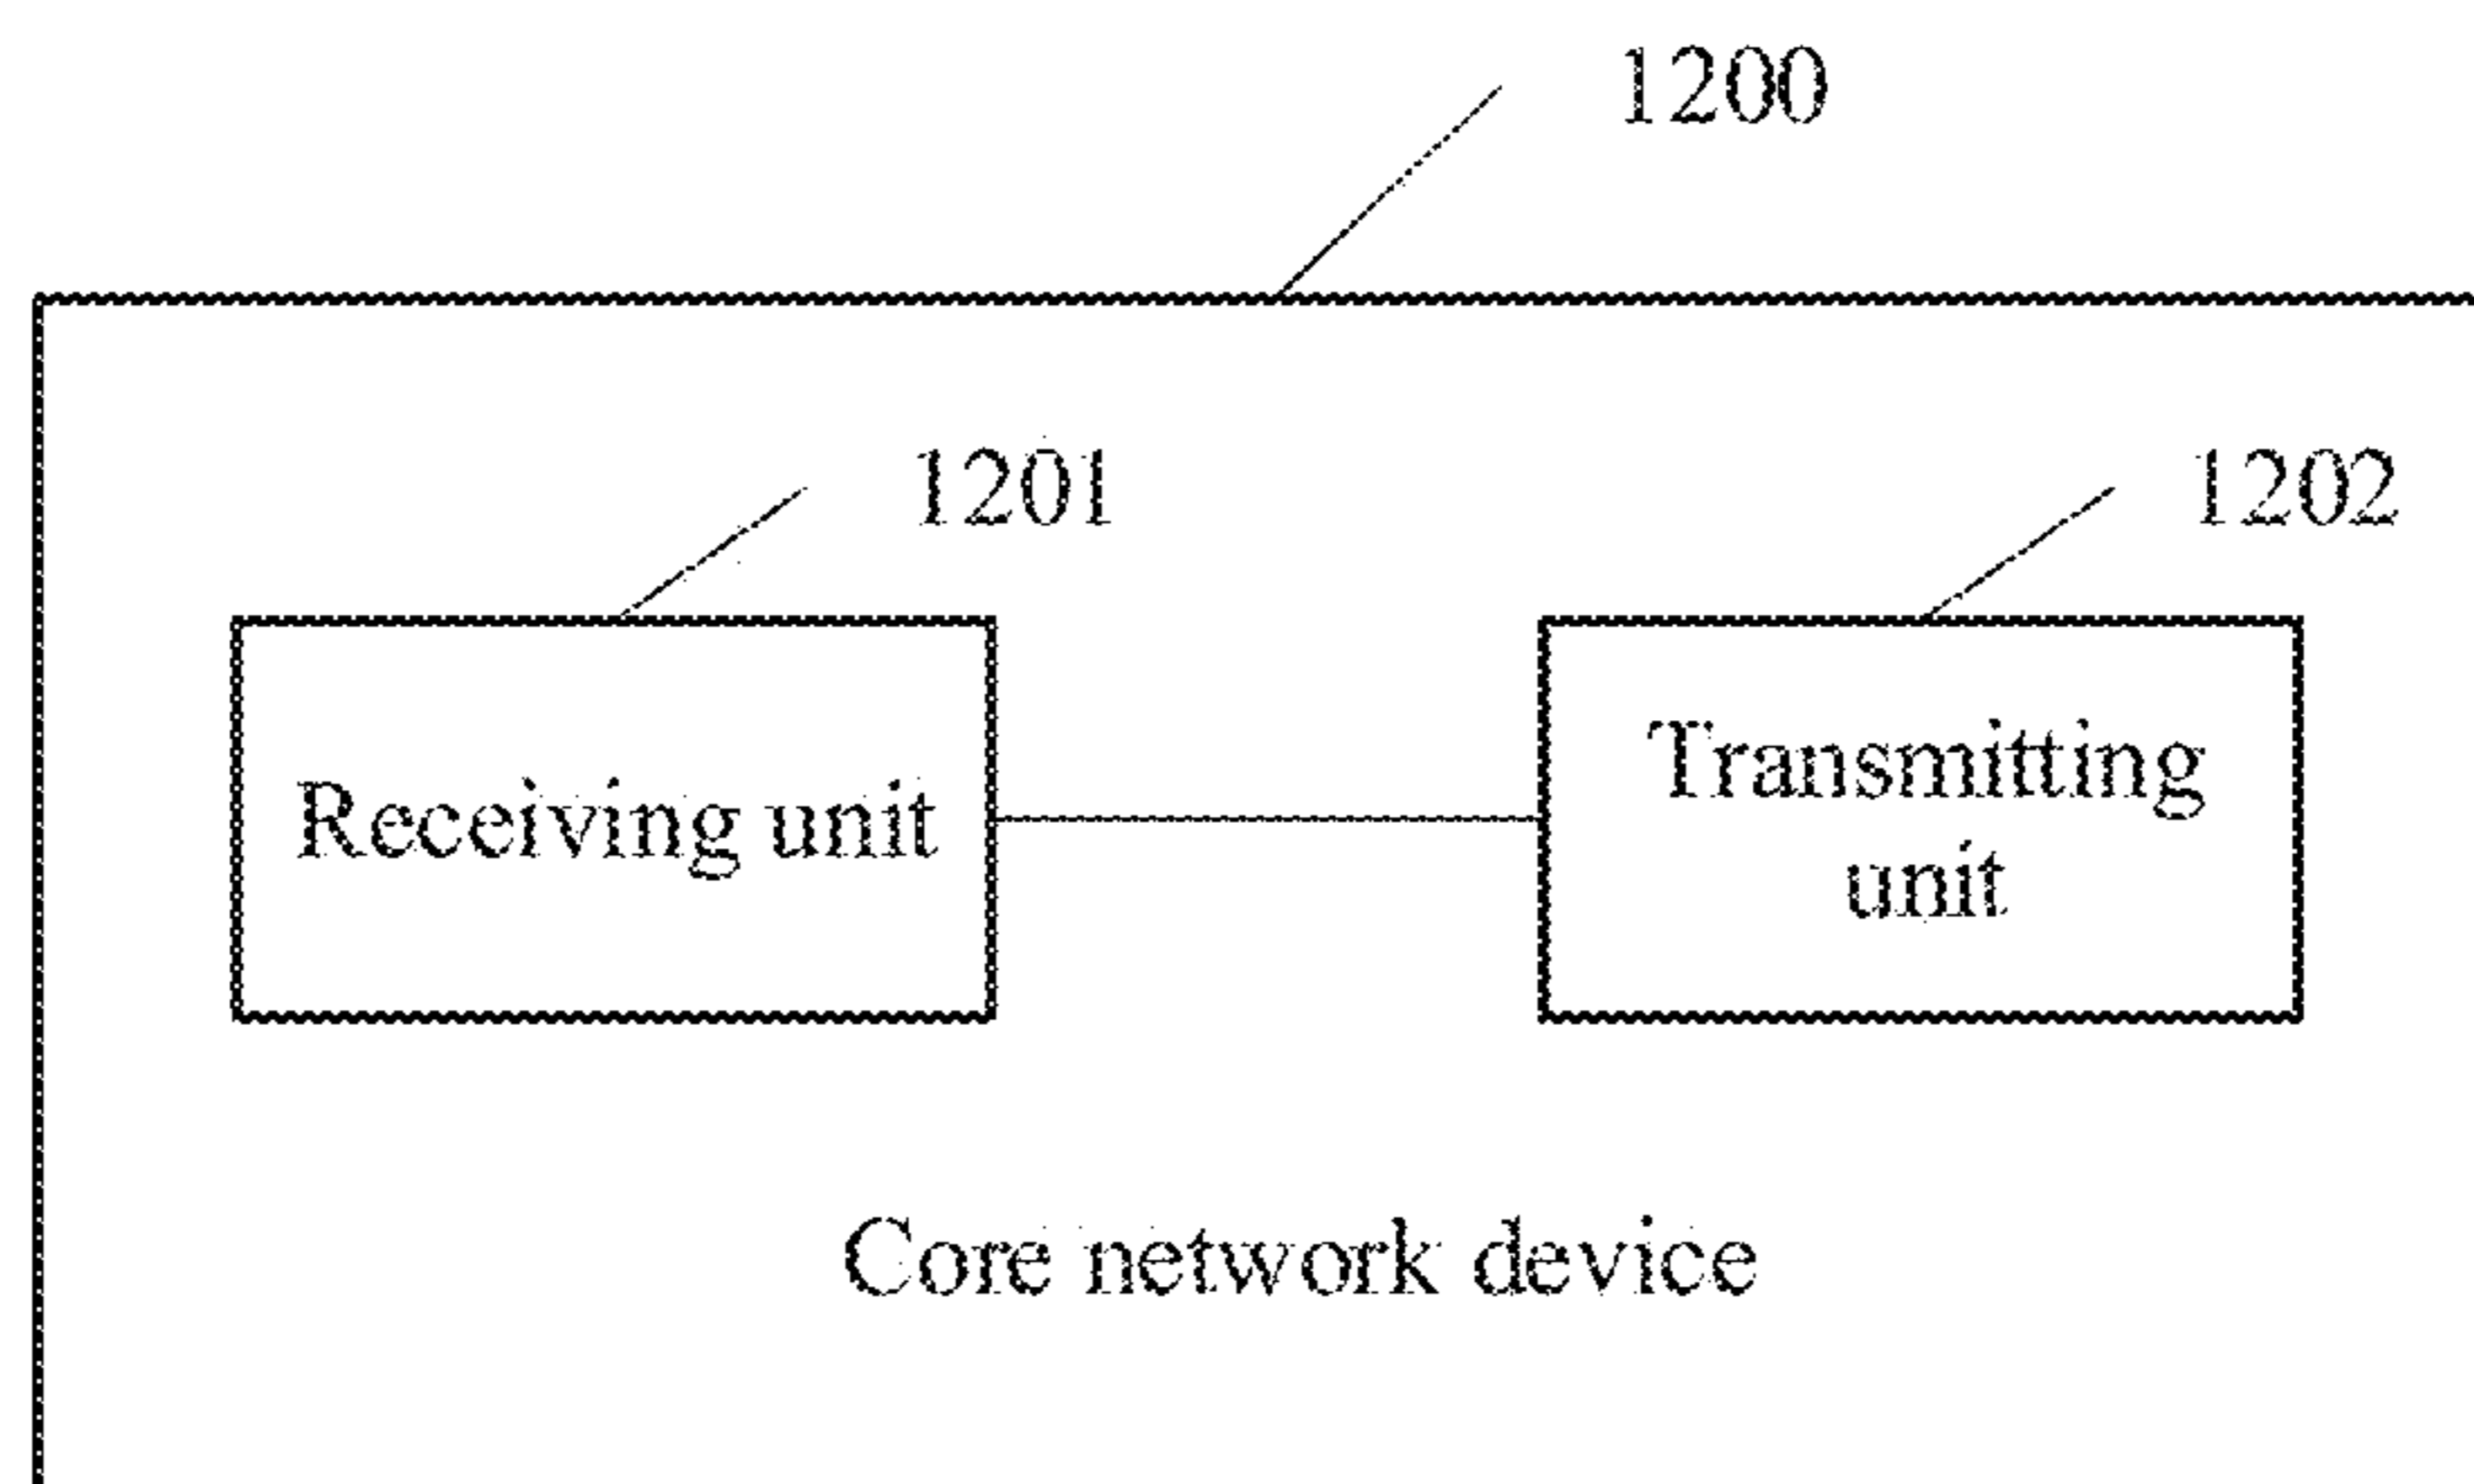 1200
1201
1202
Receiving unit
Transmitting
unit
Core network device